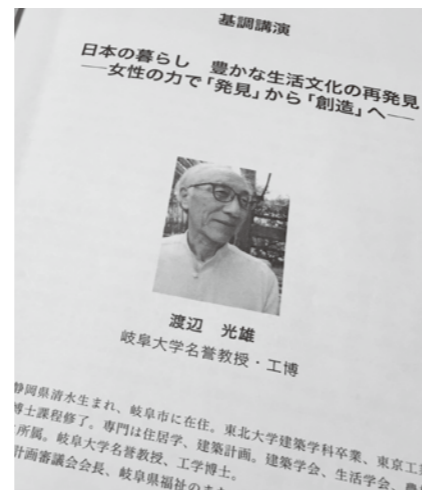 基調講演
日本の暮らし 豊かな生活文化の再発見
──女性の力で「発見」から「創造」へ──
渡辺 光雄
岐阜大学名誉教授・工博
静岡県清水生まれ、岐阜市に在住。東北大学建築学科卒業、東京工
博士課程修了。専門は住居学、建築計画。建築学会、生活学会、
所属。岐阜大学名誉教授、工学博士。
計画審議会会長、岐阜県福祉のま